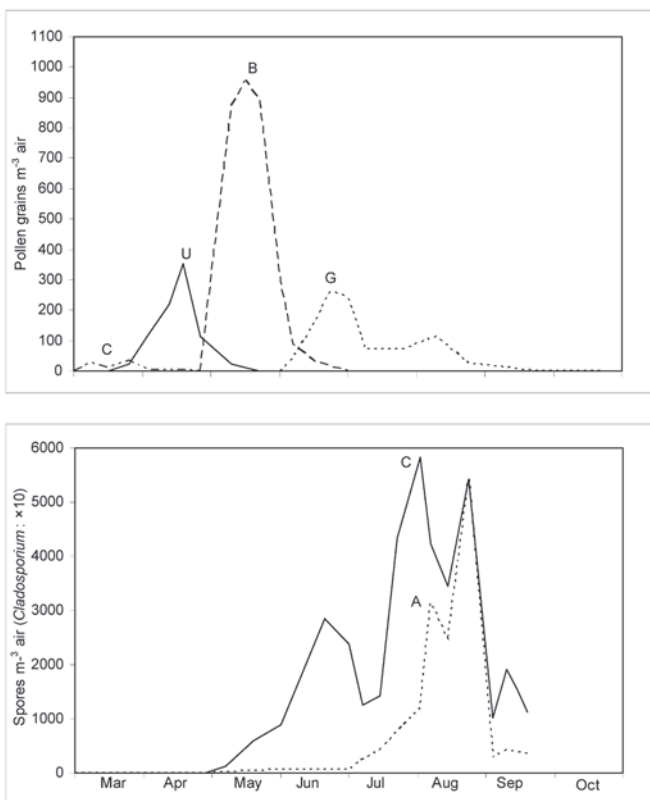 1100
1000
900
800
700
600
500
400
300
200
100
0
Pollen grains m-3 air
B
U
G
C
6000
5000
4000
3000
2000
1000
0
Spores m-3 air (Cladosporium: ×10)
C
A
Mar Apr May Jun Jul Aug Sep Oct